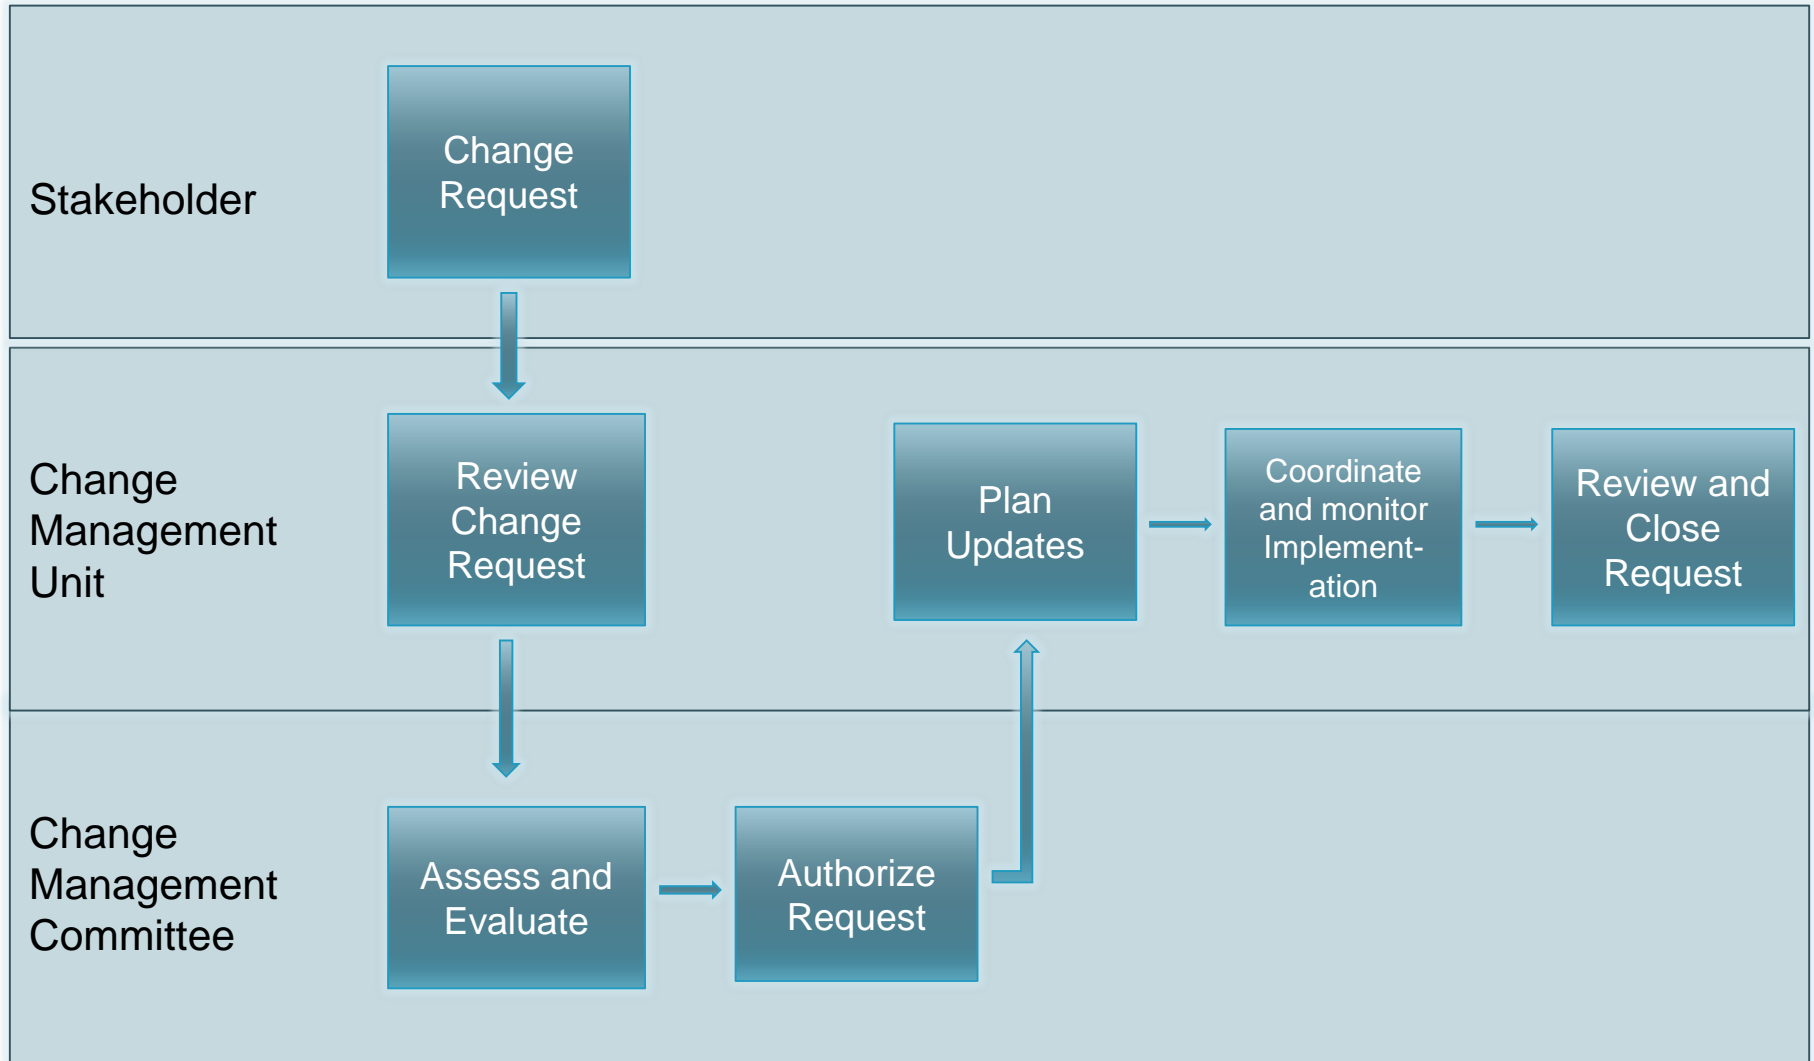 Stakeholder
Change
Request
Change
Management
Unit
Review
Change
Request
Plan
Updates
Coordinate
and monitor
Implement-
ation
Review and
Close
Request
Change
Management
Committee
Assess and
Evaluate
Authorize
Request